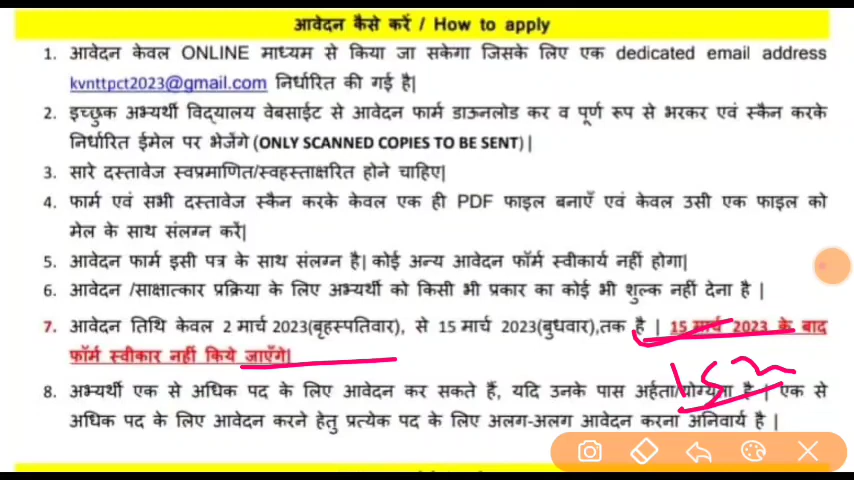 आवेदन कैसे करें / How to apply
1. आवेदन केवल ONLINE माध्यम से किया जा सकेगा जिसके लिए एक dedicated email address
kvnttpct2023@gmail.com निर्धारित की गई है|
2. इच्छुक अभ्यर्थी विद्यालय वेबसाईट से आवेदन फार्म डाऊनलोड कर व पूर्ण रूप से भरकर एवं स्कैन करके
निर्धारित ईमेल पर भेजेंगे (ONLY SCANNED COPIES TO BE SENT) |
3. सारे दस्तावेज स्वप्रमाणित/स्वहस्ताक्षरित होने चाहिए|
4. फार्म एवं सभी दस्तावेज स्कैन करके केवल एक ही PDF फाइल बनाएँ एवं केवल उसी एक फाइल को
मेल के साथ संलग्न करें|
5. आवेदन फार्म इसी पत्र के साथ संलग्न है| कोई अन्य आवेदन फॉर्म स्वीकार्य नहीं होगा|
6. आवेदन /साक्षात्कार प्रक्रिया के लिए अभ्यर्थी को किसी भी प्रकार का कोई भी शुल्क नहीं देना है |
7. आवेदन तिथि केवल 2 मार्च 2023(बृहस्पतिवार), से 15 मार्च 2023(बुधवार),तक है | 15 मार्च 2023 के बाद
फॉर्म स्वीकार नहीं किये जाएँगे|
15
8. अभ्यर्थी एक से अधिक पद के लिए आवेदन कर सकते हैं, यदि उनके पास अर्हता/योग्यता है | एक से
अधिक पद के लिए आवेदन करने हेतु प्रत्येक पद के लिए अलग-अलग आवेदन करना अनिवार्य है |